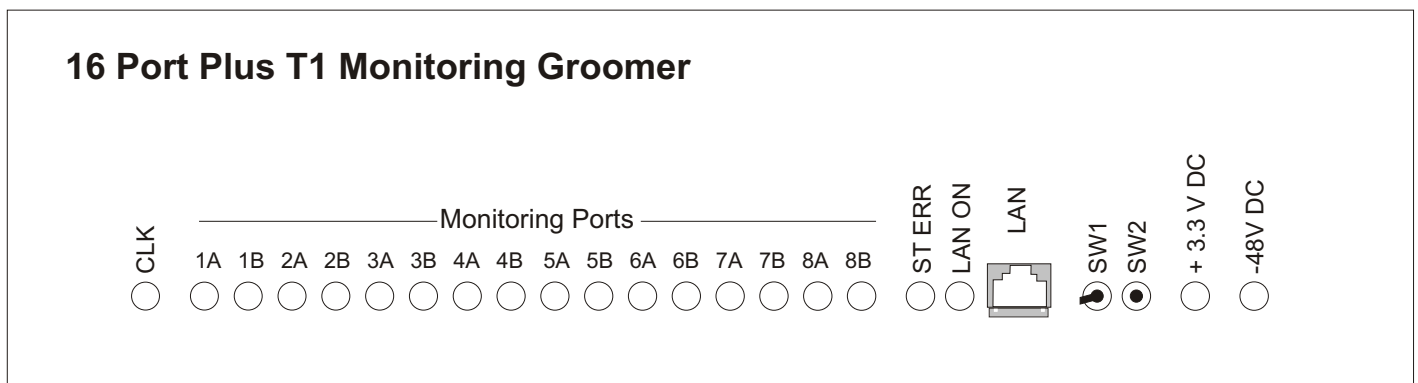 16 Port Plus T1 Monitoring Groomer
Monitoring Ports
CLK
1A 1B 2A 2B 3A 3B 4A 4B 5A 5B 6A 6B 7A 7B 8A 8B
ST ERR
LAN ON
LAN
SW1
SW2
+ 3.3 V DC
-48V DC